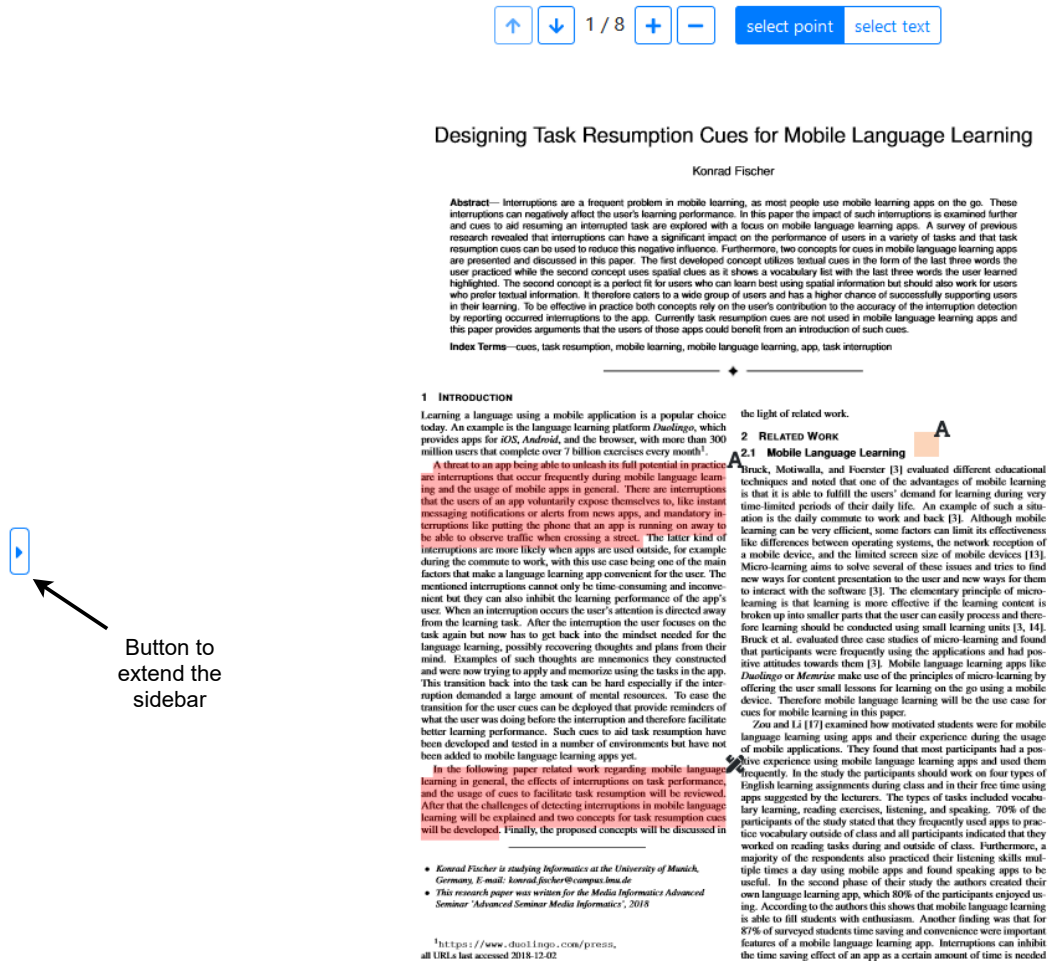 1 / 8
select point
select text
Designing Task Resumption Cues for Mobile Language Learning
Konrad Fischer
Abstract— Interruptions are a frequent problem in mobile learning, as most people use mobile learning apps on the go. These
interruptions can negatively affect the user's learning performance. In this paper the impact of such interruptions is examined further
and cues to aid resuming an interrupted task are explored with a focus on mobile language learning apps. A survey of previous
research revealed that interruptions can have a significant impact on the performance of users in a variety of tasks and that task
resumption cues can be used to reduce this negative influence. Furthermore, two concepts for cues in mobile language learning apps
are presented and discussed in this paper. The first developed concept utilizes textual cues in the form of the last three words the
user practiced while the second concept uses spatial clues as it shows a vocabulary list with the last three words the user learned
highlighted. The second concept is a perfect fit for users who can learn best using spatial information but should also work for users
who prefer textual information. It therefore caters to a wide group of users and has a higher chance of successfully supporting users
in their learning. To be effective in practice both concepts rely on the user's contribution to the accuracy of the interruption detection
by reporting occurred interruptions to the app. Currently task resumption cues are not used in mobile language learning apps and
this paper provides arguments that the users of those apps could benefit from an introduction of such cues.
Index Terms—cues, task resumption, mobile learning, mobile language learning, app, task interruption
1 INTRODUCTION
Learning a language using a mobile application is a popular choice
today. An example is the language learning platform Duolingo, which
provides apps for iOS, Android, and the browser, with more than 300
million users that complete over 7 billion exercises every month1.
A threat to an app being able to unleash its full potential in practice
are interruptions that occur frequently during mobile language learn-
ing and the usage of mobile apps in general. There are interruptions
that the users of an app voluntarily expose themselves to, like instant
messaging notifications or alerts from news apps, and mandatory in-
terruptions like putting the phone that an app is running on away to
be able to observe traffic when crossing a street. The latter kind of
interruptions are more likely when apps are used outside, for example
during the commute to work, with this use case being one of the main
factors that make a language learning app convenient for the user. The
mentioned interruptions cannot only be time-consuming and inconve-
nient but they can also inhibit the learning performance of the app's
user. When an interruption occurs the user's attention is directed away
from the learning task. After the interruption the user focuses on the
task again but now has to get back into the mindset needed for the
language learning, possibly recovering thoughts and plans from their
mind. Examples of such thoughts are mnemonics they constructed
and were now trying to apply and memorize using the tasks in the app.
This transition back into the task can be hard especially if the inter-
ruption demanded a large amount of mental resources. To ease the
transition for the user cues can be deployed that provide reminders of
what the user was doing before the interruption and therefore facilitate
better learning performance. Such cues to aid task resumption have
been developed and tested in a number of environments but have not
been added to mobile language learning apps yet.
In the following paper related work regarding mobile language
learning in general, the effects of interruptions on task performance,
and the usage of cues to facilitate task resumption will be reviewed.
After that the challenges of detecting interruptions in mobile language
learning will be explained and two concepts for task resumption cues
will be developed. Finally, the proposed concepts will be discussed in
• Konrad Fischer is studying Informatics at the University of Munich,
Germany, E-mail: konrad.fischer@campus.lmu.de
• This research paper was written for the Media Informatics Advanced
Seminar 'Advanced Seminar Media Informatics', 2018
1https://www.duolingo.com/press,
all URLs last accessed 2018-12-02
the light of related work.
A
2 RELATED WORK
2.1 Mobile Language Learning
A
Bruck, Motiwalla, and Foerster [3] evaluated different educational
techniques and noted that one of the advantages of mobile learning
is that it is able to fulfill the users' demand for learning during very
time-limited periods of their daily life. An example of such a situ-
ation is the daily commute to work and back [3]. Although mobile
learning can be very efficient, some factors can limit its effectiveness
like differences between operating systems, the network reception of
a mobile device, and the limited screen size of mobile devices [13].
Micro-learning aims to solve several of these issues and tries to find
new ways for content presentation to the user and new ways for them
to interact with the software [3]. The elementary principle of micro-
learning is that learning is more effective if the learning content is
broken up into smaller parts that the user can easily process and there-
fore learning should be conducted using small learning units [3, 14].
Bruck et al. evaluated three case studies of micro-learning and found
that participants were frequently using the applications and had pos-
itive attitudes towards them [3]. Mobile language learning apps like
Duolingo or Memrise make use of the principles of micro-learning by
offering the user small lessons for learning on the go using a mobile
device. Therefore mobile language learning will be the use case for
cues for mobile learning in this paper.
Zou and Li [17] examined how motivated students were for mobile
language learning using apps and their experience during the usage
of mobile applications. They found that most participants had a pos-
itive experience using mobile language learning apps and used them
frequently. In the study the participants should work on four types of
English learning assignments during class and in their free time using
apps suggested by the lecturers. The types of tasks included vocabu-
lary learning, reading exercises, listening, and speaking. 70% of the
participants of the study stated that they frequently used apps to prac-
tice vocabulary outside of class and all participants indicated that they
worked on reading tasks during and outside of class. Furthermore, a
majority of the respondents also practiced their listening skills mul-
tiple times a day using mobile apps and found speaking apps to be
useful. In the second phase of their study the authors created their
own language learning app, which 80% of the participants enjoyed us-
ing. According to the authors this shows that mobile language learning
is able to fill students with enthusiasm. Another finding was that for
87% of surveyed students time saving and convenience were important
features of a mobile language learning app. Interruptions can inhibit
the time saving effect of an app as a certain amount of time is needed
Button to
extend the
sidebar